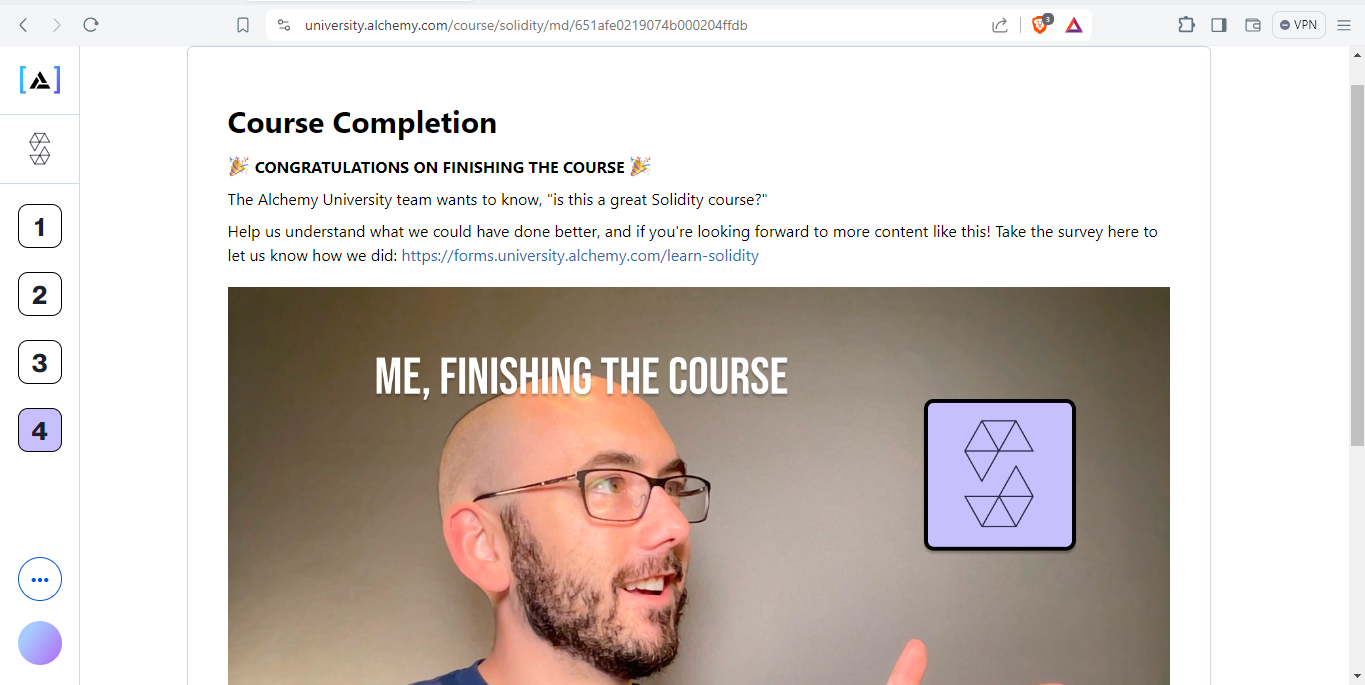 university.alchemy.com/course/solidity/md/651afe0219074b000204ffdb
3
VPN
Course Completion
🎉 CONGRATULATIONS ON FINISHING THE COURSE 🎉
The Alchemy University team wants to know, "is this a great Solidity course?"
Help us understand what we could have done better, and if you're looking forward to more content like this! Take the survey here to
let us know how we did: https://forms.university.alchemy.com/learn-solidity
1
2
3
4
ME, FINISHING THE COURSE